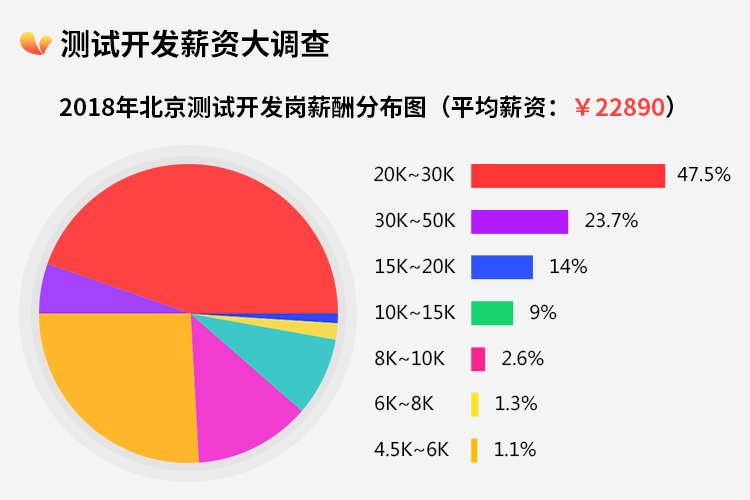 测试开发薪资大调查
2018年北京测试开发岗薪酬分布图（平均薪资：￥22890）
20K~30K 47.5%
30K~50K 23.7%
15K~20K 14%
10K~15K 9%
8K~10K 2.6%
6K~8K 1.3%
4.5K~6K 1.1%